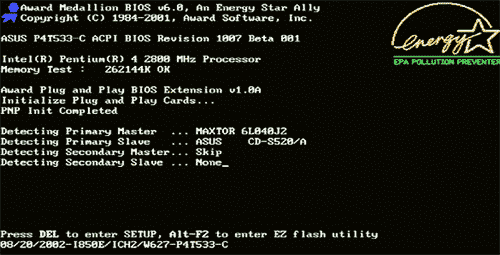 Award Medallion BIOS v6.0, An Energy Star Ally
Copyright (C) 1984-2001, Award Software, Inc.
ASUS P4T533-C ACPI BIOS Revision 1007 Beta 001
Intel(R) Pentium(R) 4 2800 MHz Processor
Memory Test :   262144K OK
Award Plug and Play BIOS Extension v1.0A
Initialize Plug and Play Cards...
PNP Init Completed
Detecting Primary Master  ... MAXTOR 6L040J2
Detecting Primary Slave   ... ASUS    CD-S520/A
Detecting Secondary Master... Skip
Detecting Secondary Slave ... None_
Press DEL to enter SETUP, Alt-F2 to enter EZ flash utility
08/20/2002-I850E/ICH2/W627-P4T533-C
energy
EPA POLLUTION PREVENTER